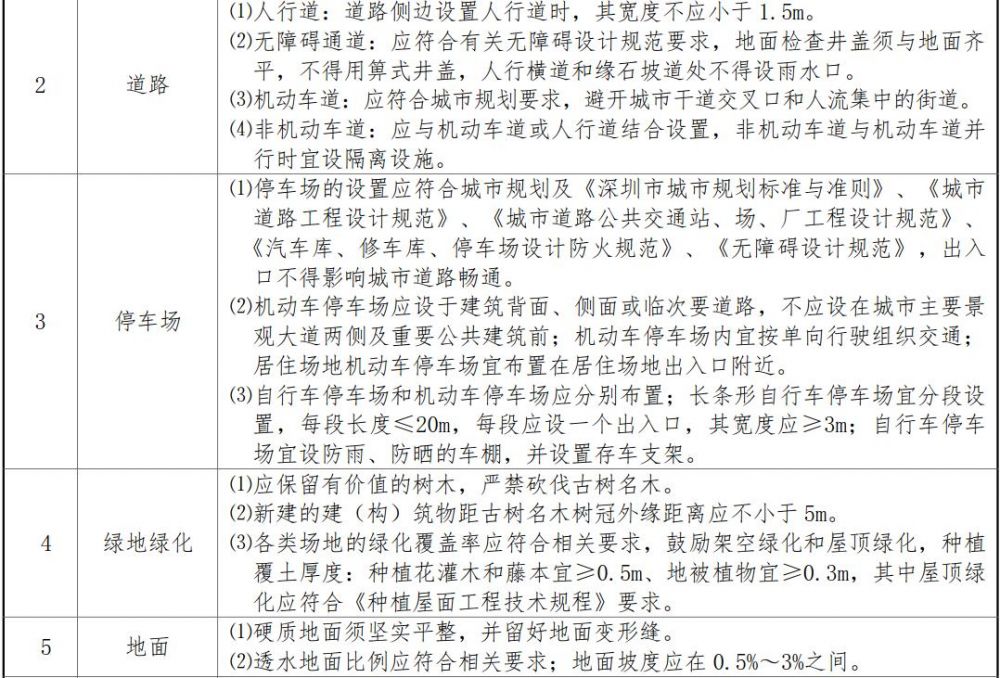 2
道路
⑴人行道：道路侧边设置人行道时，其宽度不应小于 1.5m。
⑵无障碍通道：应符合有关无障碍设计规范要求，地面检查井盖须与地面齐
平，不得用箅式井盖，人行横道和缘石坡道处不得设雨水口。
⑶机动车道：应符合城市规划要求，避开城市干道交叉口和人流集中的街道。
⑷非机动车道：应与机动车道或人行道结合设置，非机动车道与机动车道并
行时宜设隔离设施。
3
停车场
⑴停车场的设置应符合城市规划及《深圳市城市规划标准与准则》、《城市
道路工程设计规范》、《城市道路公共交通站、场、厂工程设计规范》、
《汽车库、修车库、停车场设计防火规范》、《无障碍设计规范》，出入
口不得影响城市道路畅通。
⑵机动车停车场应设于建筑背面、侧面或临次要道路，不应设在城市主要景
观大道两侧及重要公共建筑前；机动车停车场内宜按单向行驶组织交通；
居住场地机动车停车场宜布置在居住场地出入口附近。
⑶自行车停车场和机动车停车场应分别布置；长条形自行车停车场宜分段设
置，每段长度≤20m，每段应设一个出入口，其宽度应≥3m；自行车停车
场宜设防雨、防晒的车棚，并设置存车支架。
4
绿地绿化
⑴应保留有价值的树木，严禁砍伐古树名木。
⑵新建的建（构）筑物距古树名木树冠外缘距离应不小于 5m。
⑶各类场地的绿化覆盖率应符合相关要求，鼓励架空绿化和屋顶绿化，种植
覆土厚度：种植花灌木和藤本宜≥0.5m、地被植物宜≥0.3m，其中屋顶绿
化应符合《种植屋面工程技术规程》要求。
5
地面
⑴硬质地面须坚实平整，并留好地面变形缝。
⑵透水地面比例应符合相关要求；地面坡度应在 0.5%～3%之间。